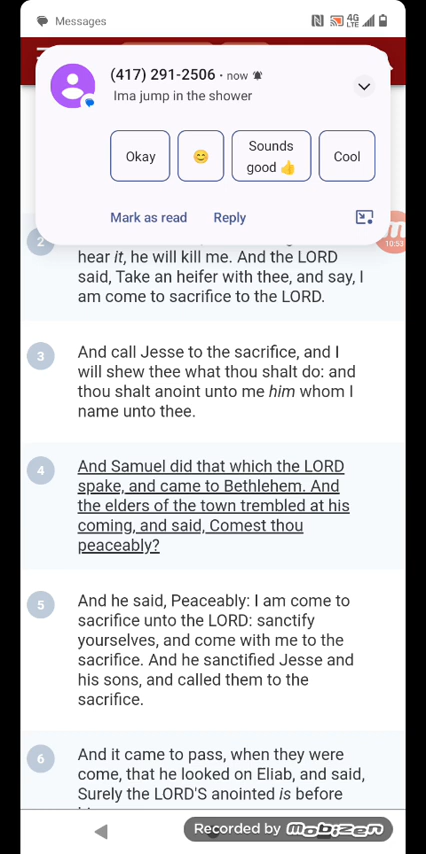 Messages
4G
LTE
(417) 291-2506 · now
Ima jump in the shower
Okay
😊
Sounds
good 👍
Cool
Mark as read
Reply
10:53
2
hear it, he will kill me. And the LORD
said, Take an heifer with thee, and say, I
am come to sacrifice to the LORD.
3
And call Jesse to the sacrifice, and I
will shew thee what thou shalt do: and
thou shalt anoint unto me him whom I
name unto thee.
4
And Samuel did that which the LORD
spake, and came to Bethlehem. And
the elders of the town trembled at his
coming, and said, Comest thou
peaceably?
5
And he said, Peaceably: I am come to
sacrifice unto the LORD: sanctify
yourselves, and come with me to the
sacrifice. And he sanctified Jesse and
his sons, and called them to the
sacrifice.
6
And it came to pass, when they were
come, that he looked on Eliab, and said,
Surely the LORD'S anointed is before
Recorded by mobizen